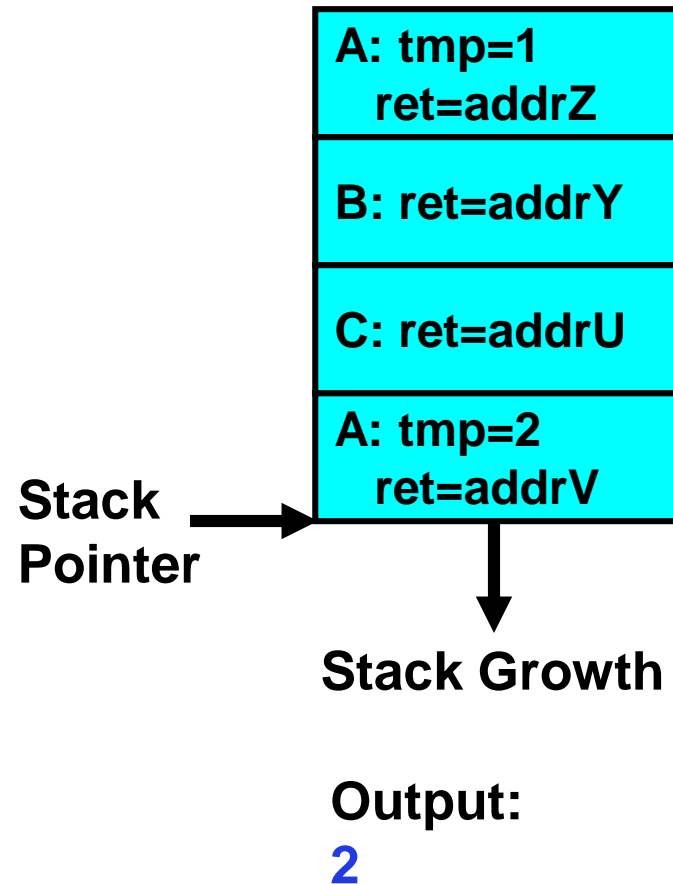 A: tmp=1
ret=addrZ
B: ret=addrY
C: ret=addrU
A: tmp=2
ret=addrV
Stack
Pointer
Stack Growth
Output:
2